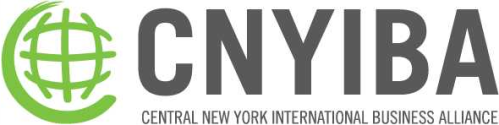 CNYIBA
CENTRAL NEW YORK INTERNATIONAL BUSINESS ALLIANCE